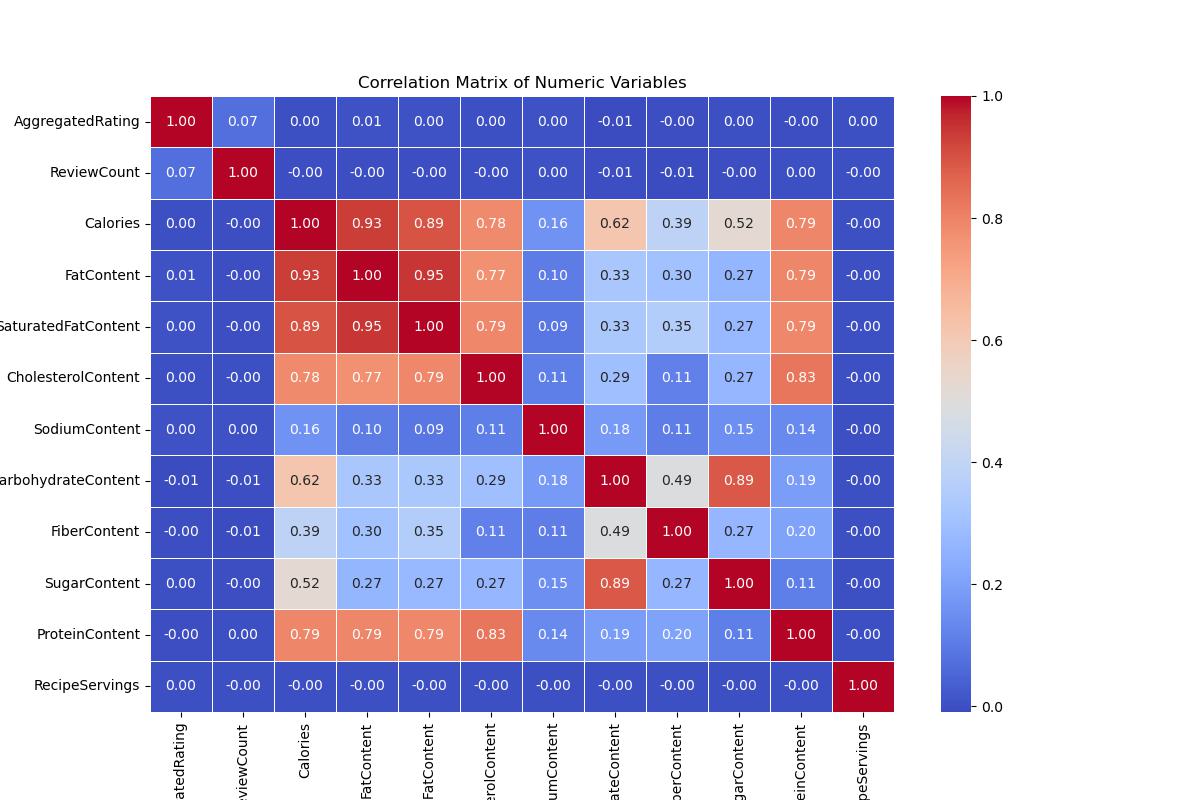 Correlation Matrix of Numeric Variables
AggregatedRating 1.00 0.07 0.00 0.01 0.00 0.00 0.00 -0.01 -0.00 0.00 -0.00 0.00
ReviewCount 0.07 1.00 -0.00 -0.00 -0.00 -0.00 0.00 -0.01 -0.01 -0.00 0.00 -0.00
Calories 0.00 -0.00 1.00 0.93 0.89 0.78 0.16 0.62 0.39 0.52 0.79 -0.00
FatContent 0.01 -0.00 0.93 1.00 0.95 0.77 0.10 0.33 0.30 0.27 0.79 -0.00
SaturatedFatContent 0.00 -0.00 0.89 0.95 1.00 0.79 0.09 0.33 0.35 0.27 0.79 -0.00
CholesterolContent 0.00 -0.00 0.78 0.77 0.79 1.00 0.11 0.29 0.11 0.27 0.83 -0.00
SodiumContent 0.00 0.00 0.16 0.10 0.09 0.11 1.00 0.18 0.11 0.15 0.14 -0.00
arbohydrateContent -0.01 -0.01 0.62 0.33 0.33 0.29 0.18 1.00 0.49 0.89 0.19 -0.00
FiberContent -0.00 -0.01 0.39 0.30 0.35 0.11 0.11 0.49 1.00 0.27 0.20 -0.00
SugarContent 0.00 -0.00 0.52 0.27 0.27 0.27 0.15 0.89 0.27 1.00 0.11 -0.00
ProteinContent -0.00 0.00 0.79 0.79 0.79 0.83 0.14 0.19 0.20 0.11 1.00 -0.00
RecipeServings 0.00 -0.00 -0.00 -0.00 -0.00 -0.00 -0.00 -0.00 -0.00 -0.00 -0.00 1.00
atedRating
viewCount
Calories
FatContent
FatContent
rolContent
umContent
ateContent
berContent
garContent
einContent
peServings
1.0
0.8
0.6
0.4
0.2
0.0